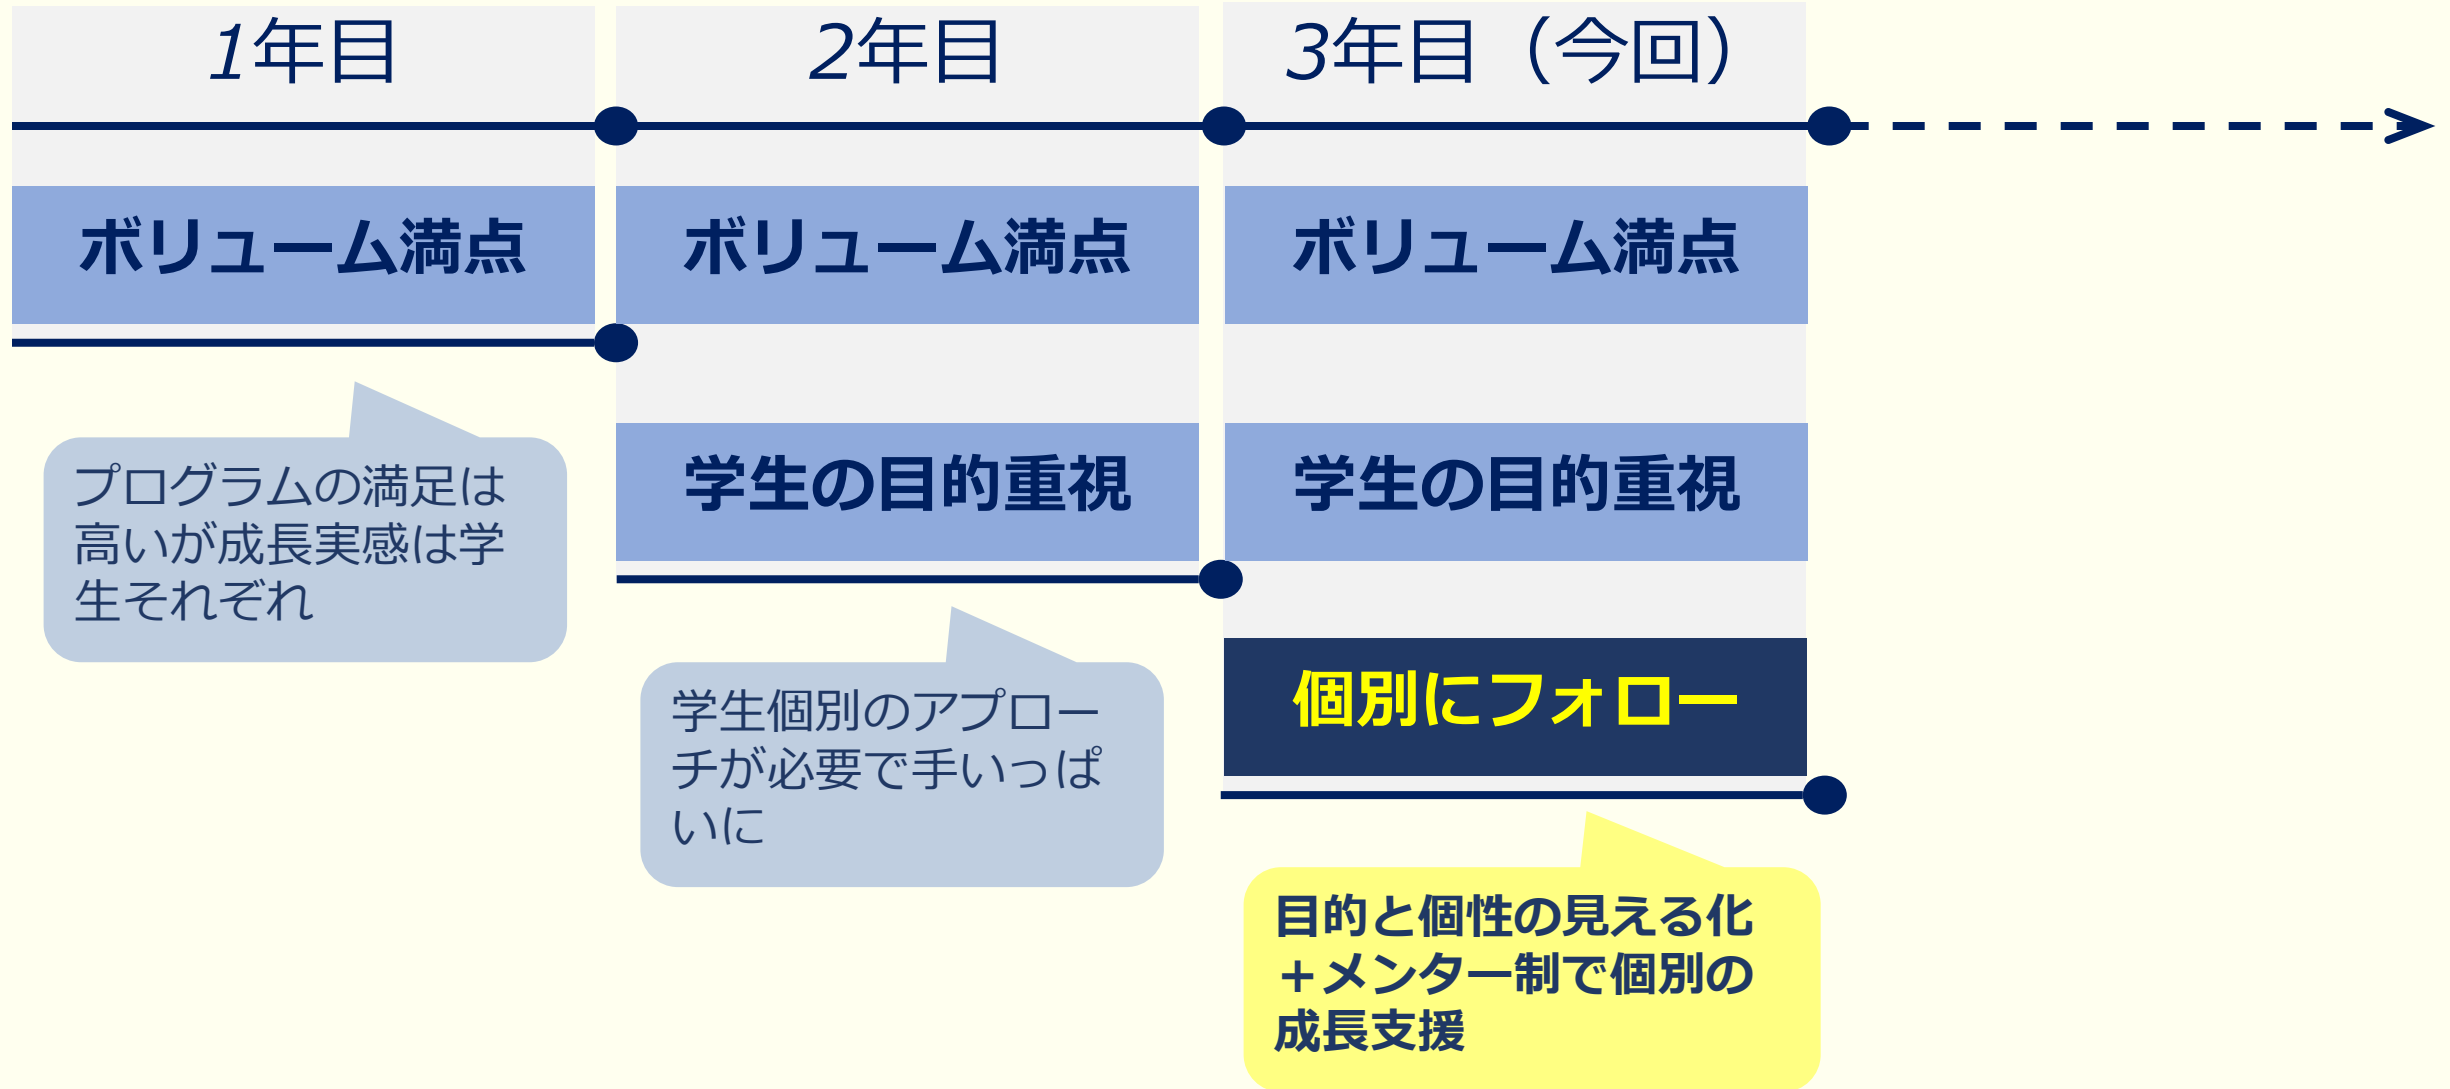 1年目
2年目
3年目（今回）
ボリューム満点
ボリューム満点
ボリューム満点
学生の目的重視
学生の目的重視
個別にフォロー
プログラムの満足は
高いが成長実感は学
生それぞれ
学生個別のアプロー
チが必要で手いっぱ
いに
目的と個性の見える化
＋メンター制で個別の
成長支援